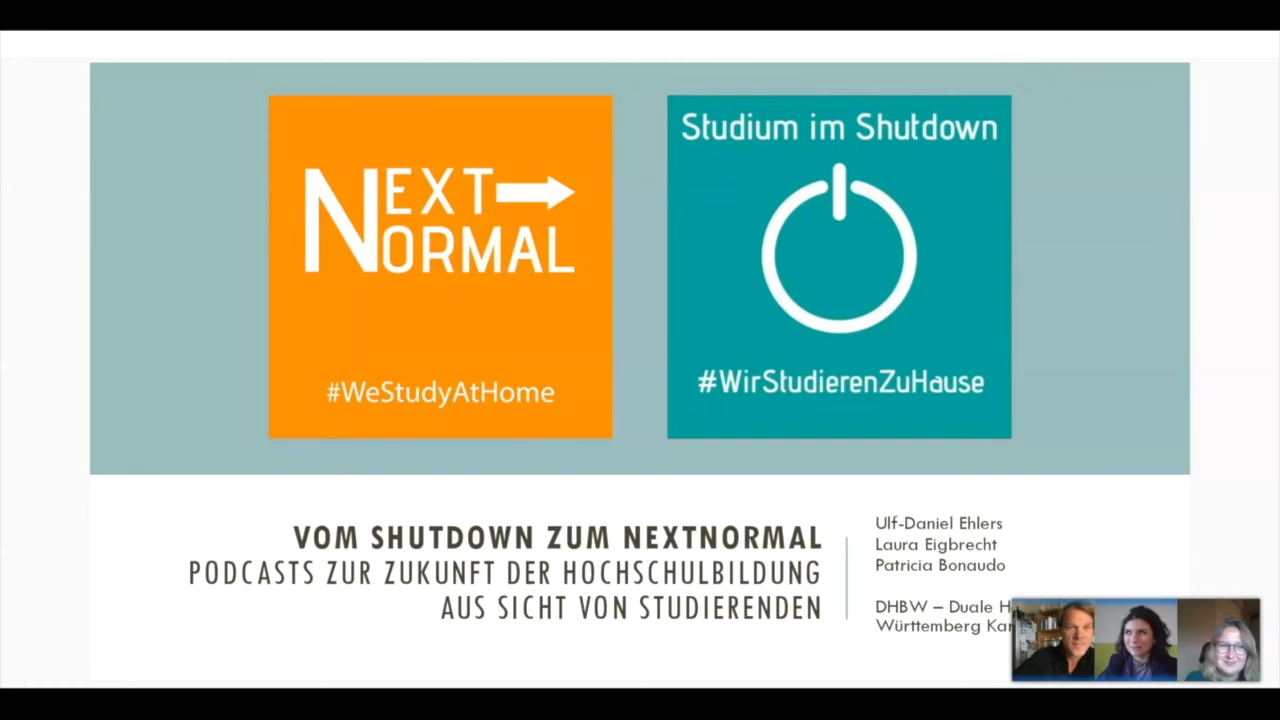 NEXT
NORMAL
#WeStudyAtHome
Studium im Shutdown
#WirStudierenZuHause
VOM SHUTDOWN ZUM NEXTNORMAL
PODCASTS ZUR ZUKUNFT DER HOCHSCHULBILDUNG
AUS SICHT VON STUDIERENDEN
Ulf-Daniel Ehlers
Laura Eigbrecht
Patricia Bonaudo
DHBW – Duale
Württemberg